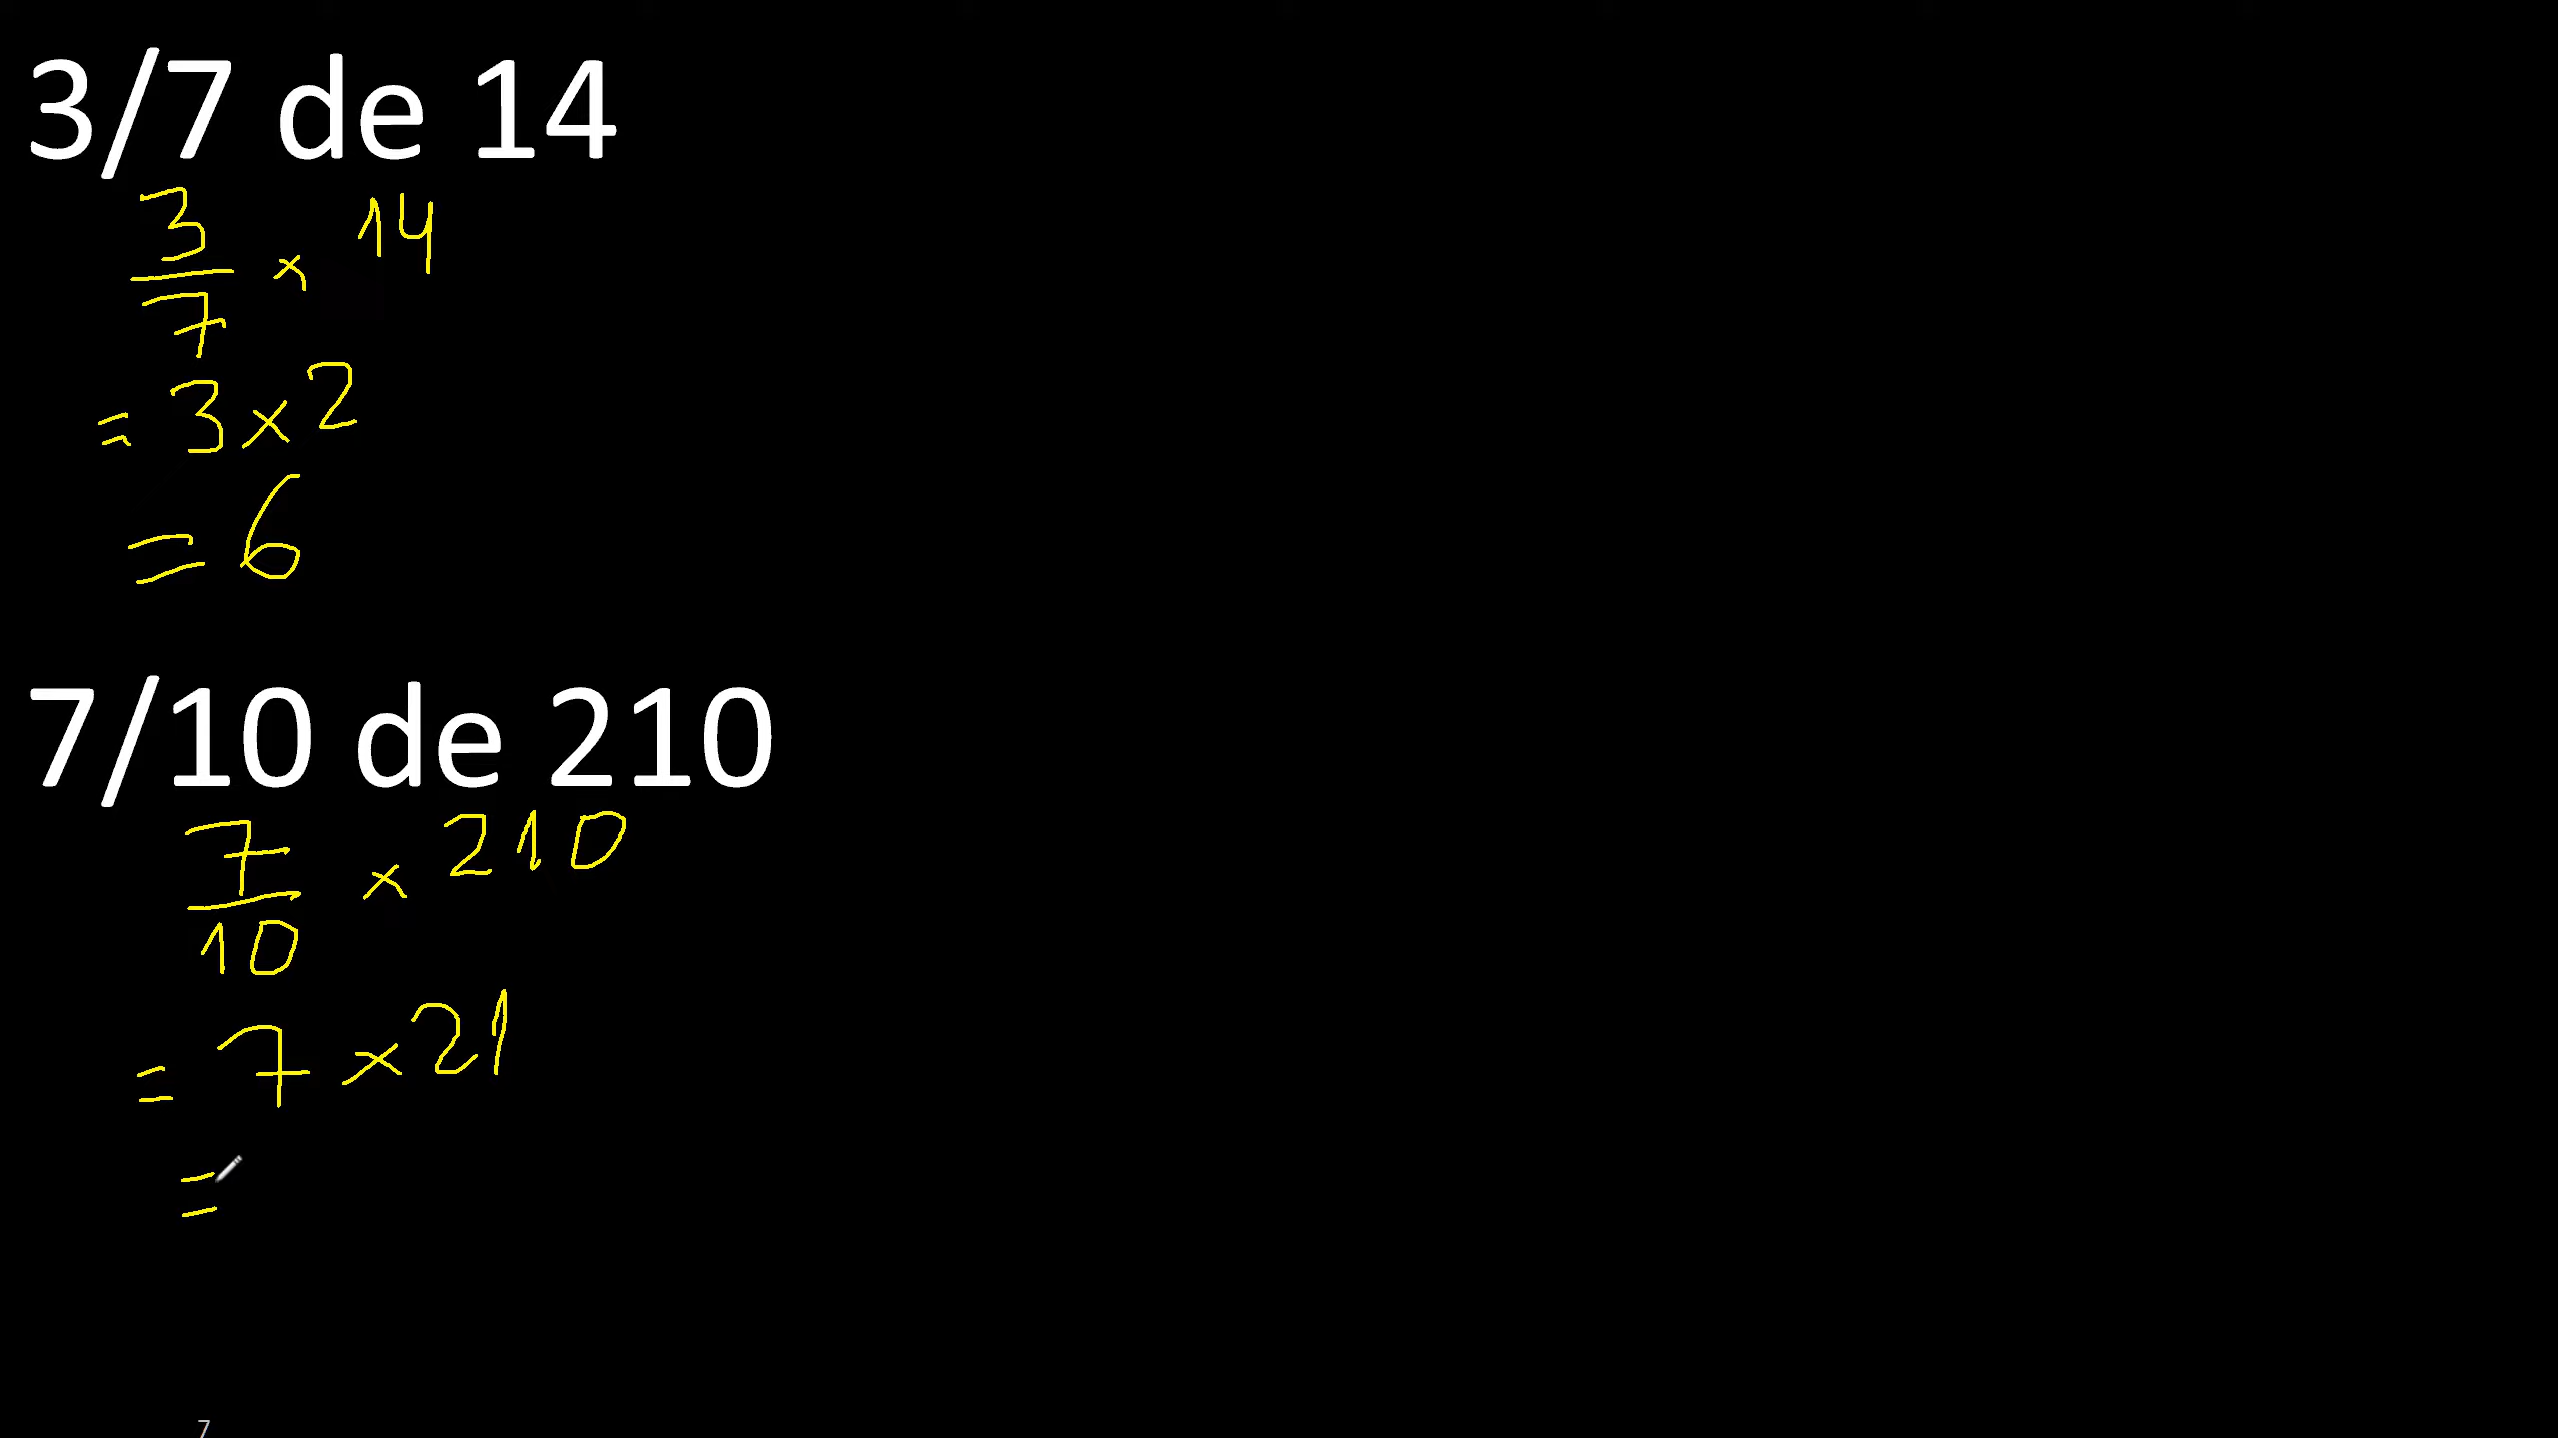 3/7 de 14
3/7 × 14
= 3 × 2
= 6
7/10 de 210
7/10 × 210
= 7 × 21
=
7